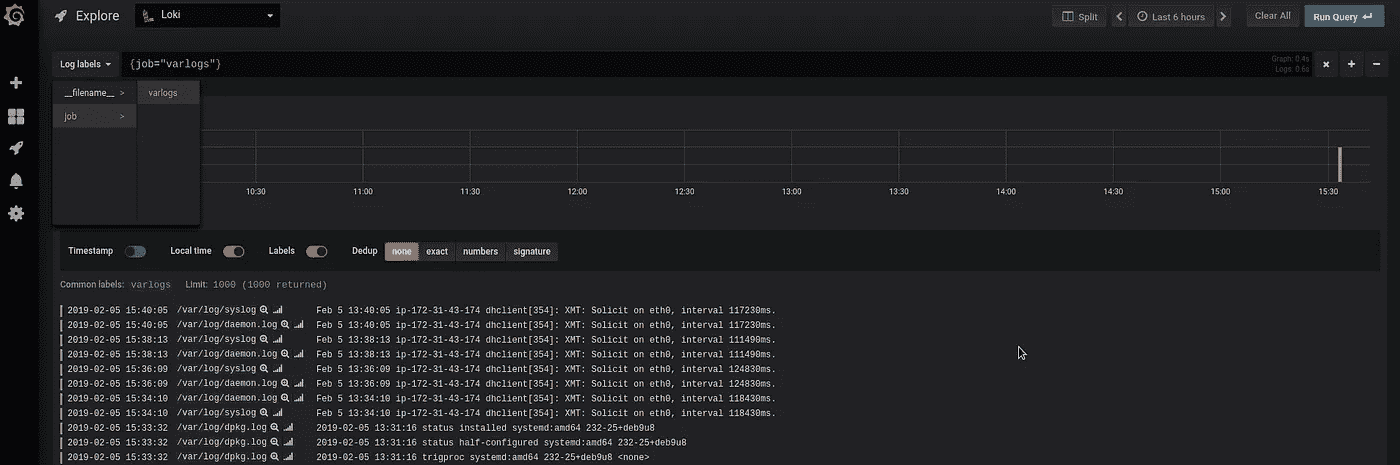 Explore Loki Split Last 6 hours Clear All Run Query
Log labels {job="varlogs"} Graph: 0.4s
Logs: 0.6s
__filename__ > varlogs
job >
10:30 11:00 11:30 12:00 12:30 13:00 13:30 14:00 14:30 15:00 15:30
Timestamp Local time Labels Dedup none exact numbers signature
Common labels: varlogs Limit: 1000 (1000 returned)
2019-02-05 15:40:05 /var/log/syslog Feb 5 13:40:05 ip-172-31-43-174 dhclient[354]: XMT: Solicit on eth0, interval 117230ms.
2019-02-05 15:40:05 /var/log/daemon.log Feb 5 13:40:05 ip-172-31-43-174 dhclient[354]: XMT: Solicit on eth0, interval 117230ms.
2019-02-05 15:38:13 /var/log/syslog Feb 5 13:38:13 ip-172-31-43-174 dhclient[354]: XMT: Solicit on eth0, interval 111490ms.
2019-02-05 15:38:13 /var/log/daemon.log Feb 5 13:38:13 ip-172-31-43-174 dhclient[354]: XMT: Solicit on eth0, interval 111490ms.
2019-02-05 15:36:09 /var/log/syslog Feb 5 13:36:09 ip-172-31-43-174 dhclient[354]: XMT: Solicit on eth0, interval 124830ms.
2019-02-05 15:36:09 /var/log/daemon.log Feb 5 13:36:09 ip-172-31-43-174 dhclient[354]: XMT: Solicit on eth0, interval 124830ms.
2019-02-05 15:34:10 /var/log/daemon.log Feb 5 13:34:10 ip-172-31-43-174 dhclient[354]: XMT: Solicit on eth0, interval 118430ms.
2019-02-05 15:34:10 /var/log/syslog Feb 5 13:34:10 ip-172-31-43-174 dhclient[354]: XMT: Solicit on eth0, interval 118430ms.
2019-02-05 15:33:32 /var/log/dpkg.log 2019-02-05 13:31:16 status installed systemd:amd64 232-25+deb9u8
2019-02-05 15:33:32 /var/log/dpkg.log 2019-02-05 13:31:16 status half-configured systemd:amd64 232-25+deb9u8
2019-02-05 15:33:32 /var/log/dpkg.log 2019-02-05 13:31:16 trigproc systemd:amd64 232-25+deb9u8 <none>